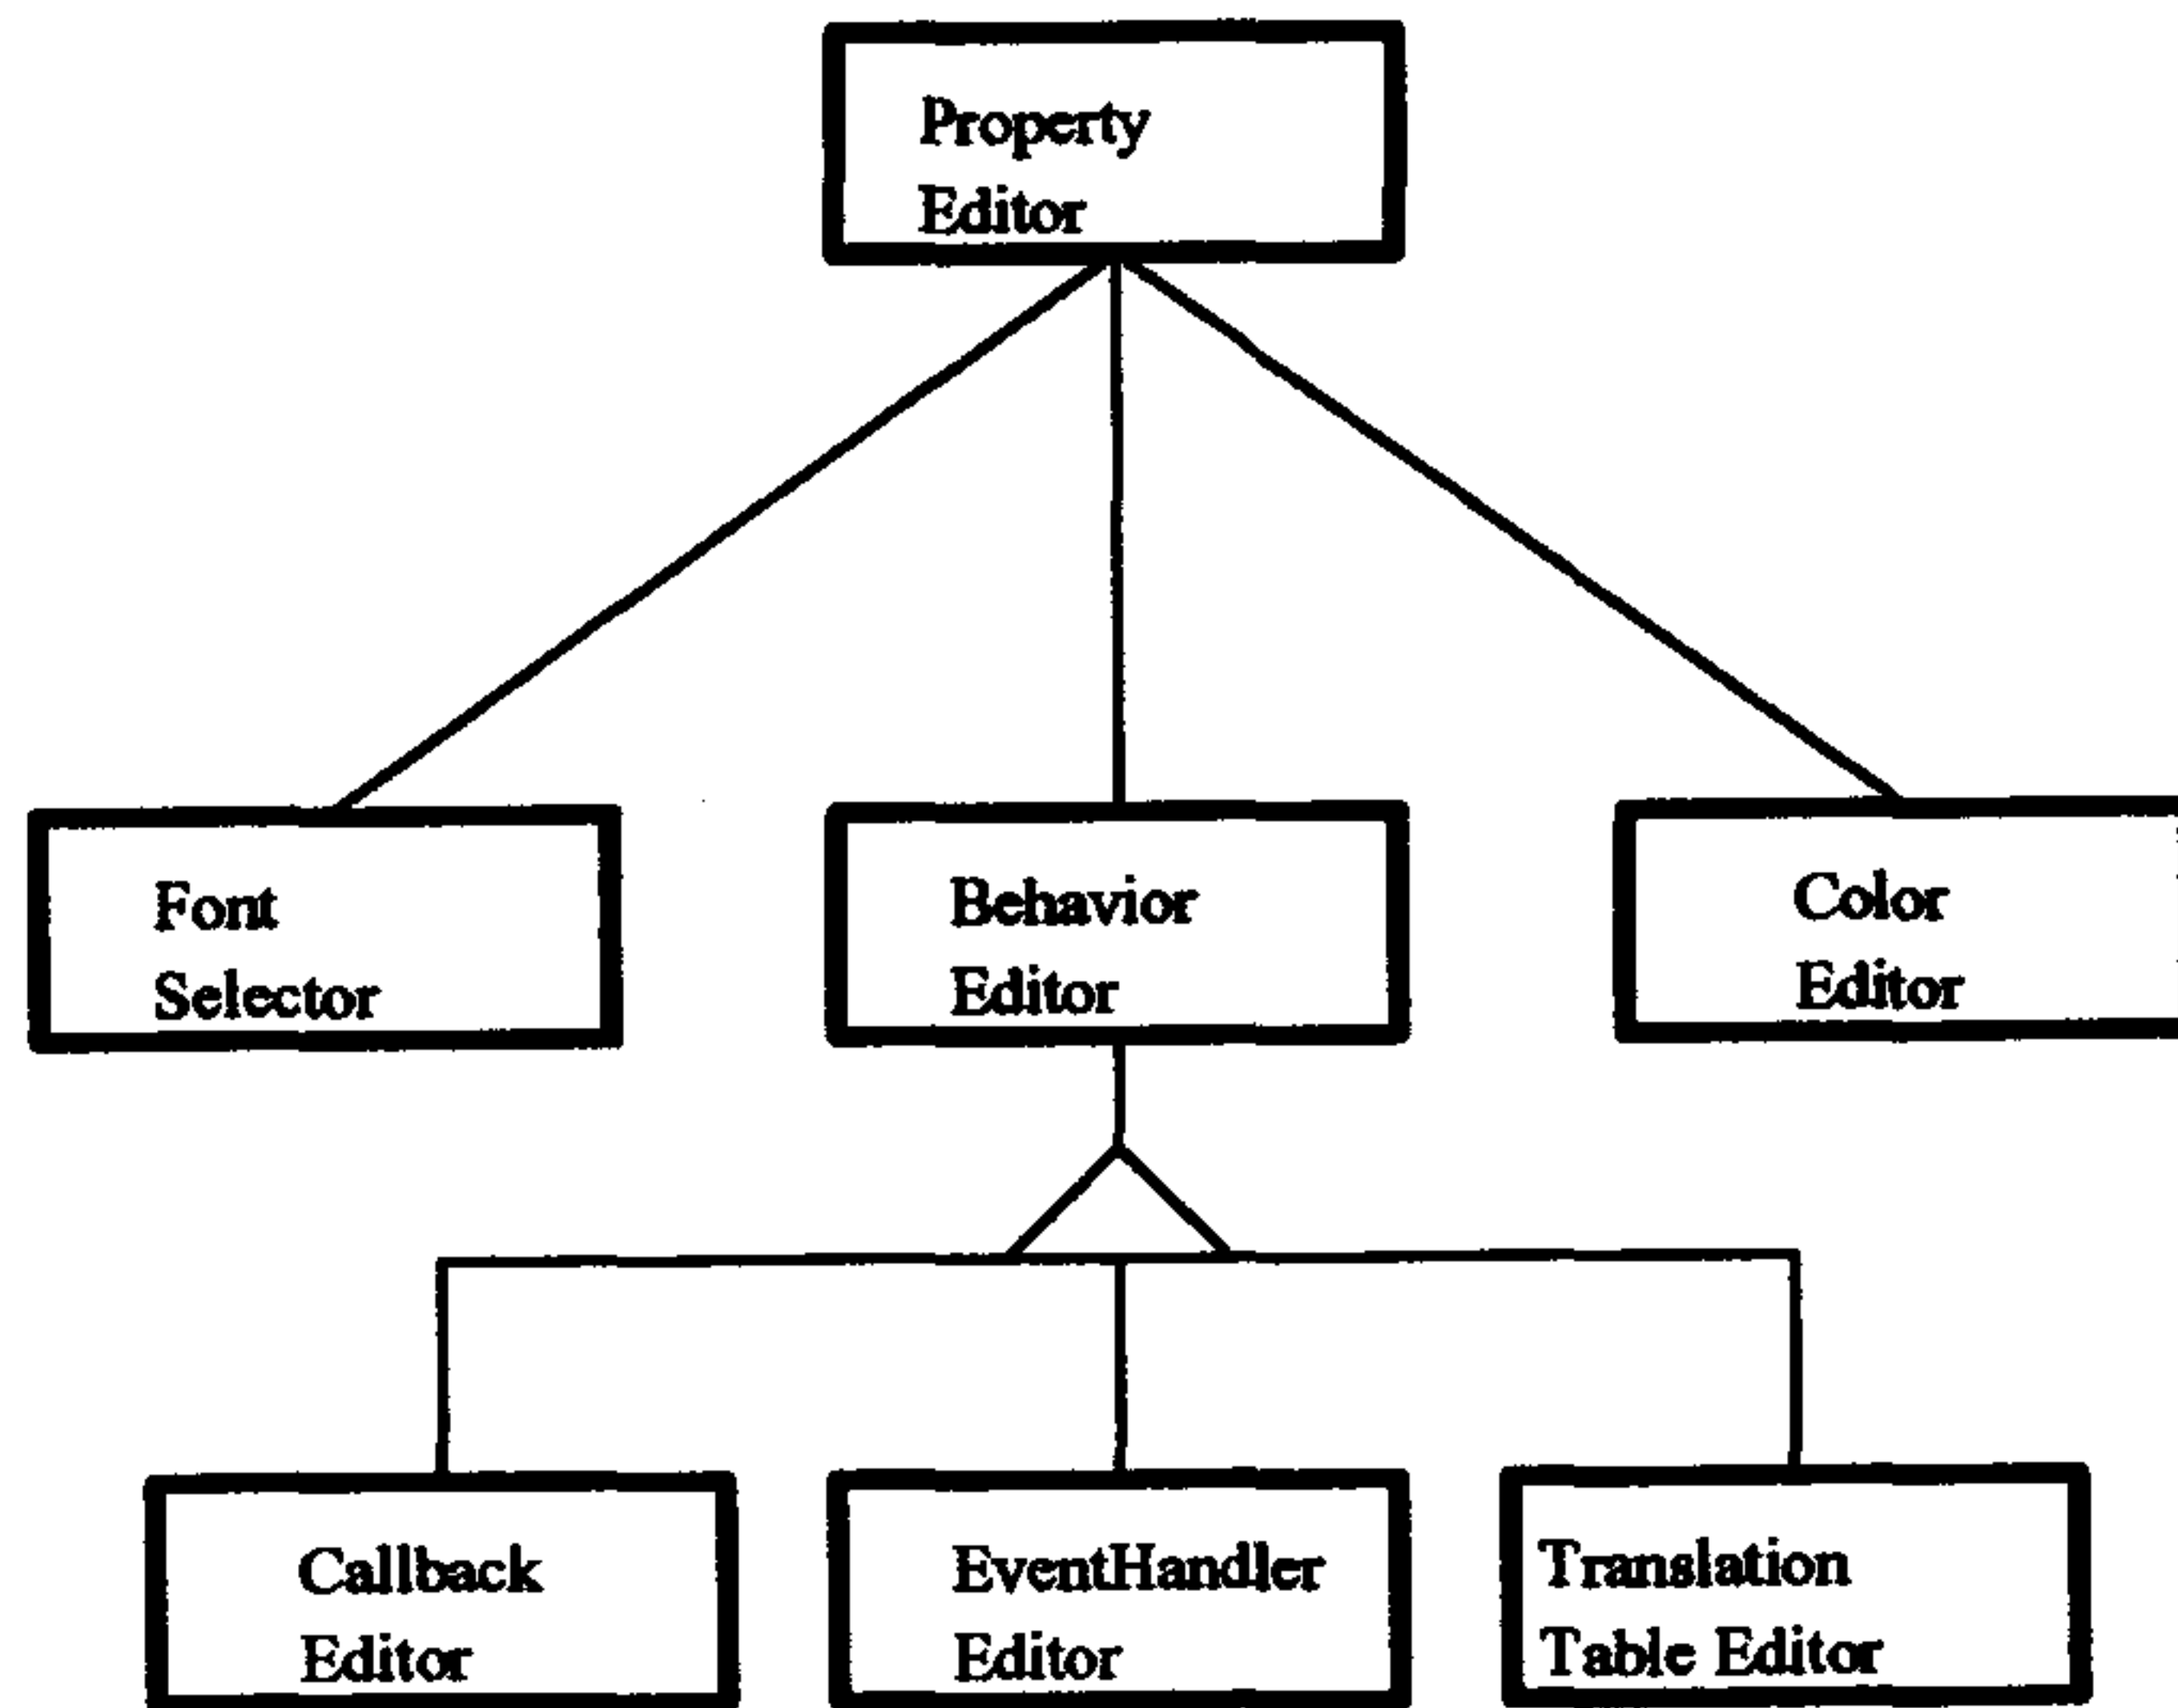 Property
Editor
Font
Selector
Behavior
Editor
Color
Editor
Callback
Editor
EventHandler
Editor
Translation
Table Editor